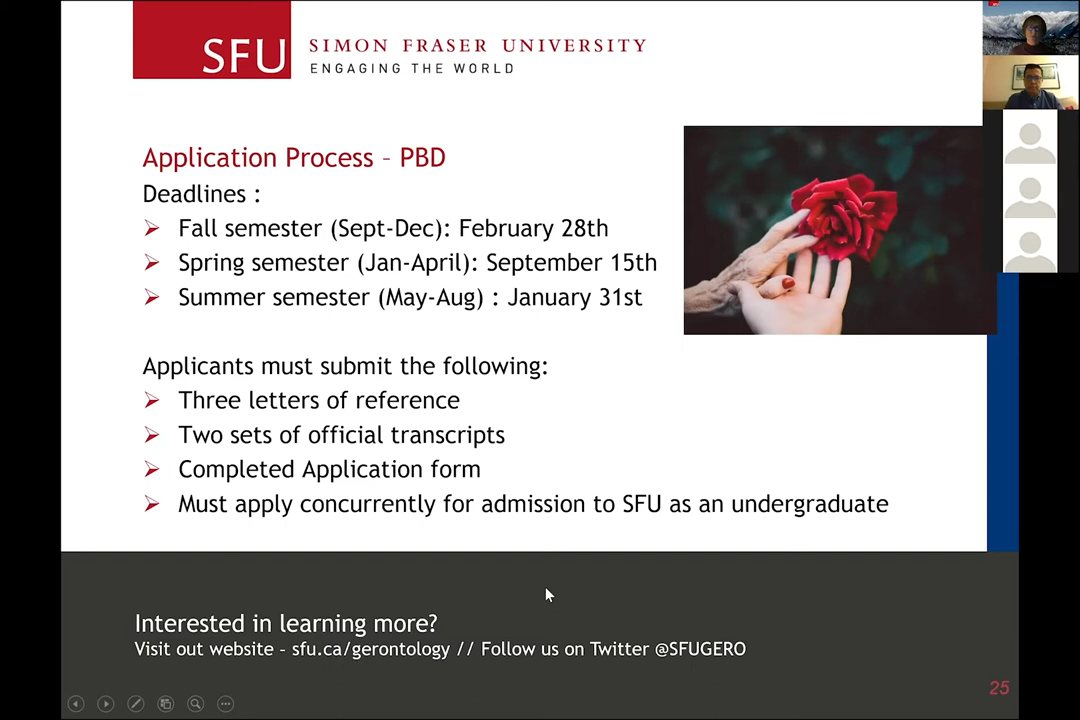 SFU
SIMON FRASER UNIVERSITY
ENGAGING THE WORLD
Application Process – PBD
Deadlines :
Fall semester (Sept-Dec): February 28th
Spring semester (Jan-April): September 15th
Summer semester (May-Aug) : January 31st
Applicants must submit the following:
Three letters of reference
Two sets of official transcripts
Completed Application form
Must apply concurrently for admission to SFU as an undergraduate
Interested in learning more?
Visit out website – sfu.ca/gerontology // Follow us on Twitter @SFUGERO
25